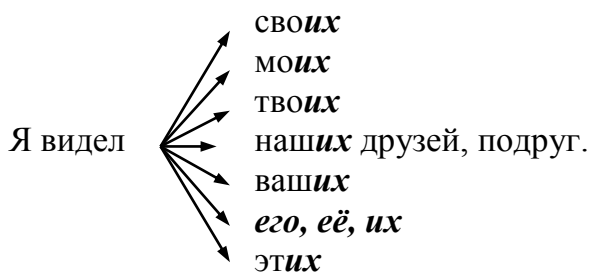 своих
моих
твоих
Я видел наших друзей, подруг.
ваших
его, её, их
этих